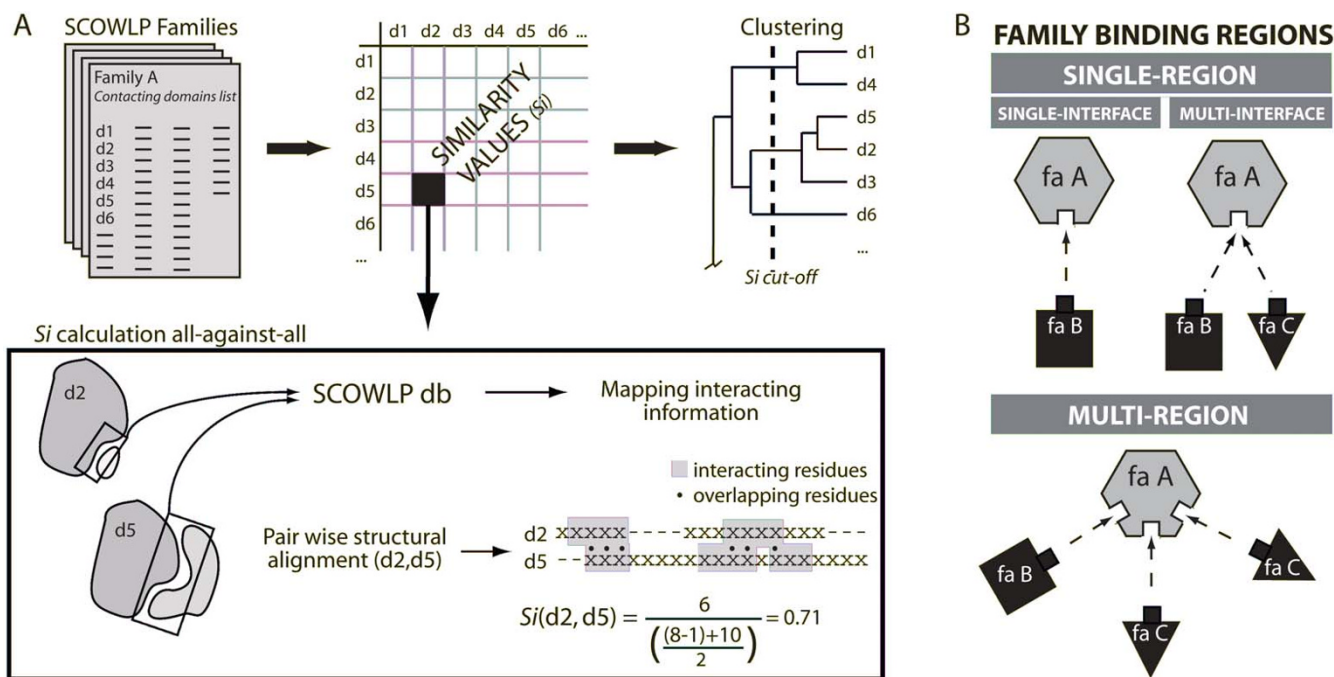 A
SCOWLP Families
Family A
Contacting domains list
d1
d2
d3
d4
d5
d6
d1 d2 d3 d4 d5 d6 ...
d1
d2
d3
d4
d5
d6
...
SIMILARITY
VALUES (Si)
Clustering
d1
d4
d5
d2
d3
d6
...
Si cut-off
Si calculation all-against-all
d2
d5
SCOWLP db
Mapping interacting
information
interacting residues
• overlapping residues
Pair wise structural
alignment (d2,d5)
d2
d5
Si(d2, d5) = 6 / (((8-1)+10) / 2) = 0.71
B
FAMILY BINDING REGIONS
SINGLE-REGION
SINGLE-INTERFACE
MULTI-INTERFACE
fa A
fa A
fa B
fa B
fa C
MULTI-REGION
fa A
fa B
fa C
fa C